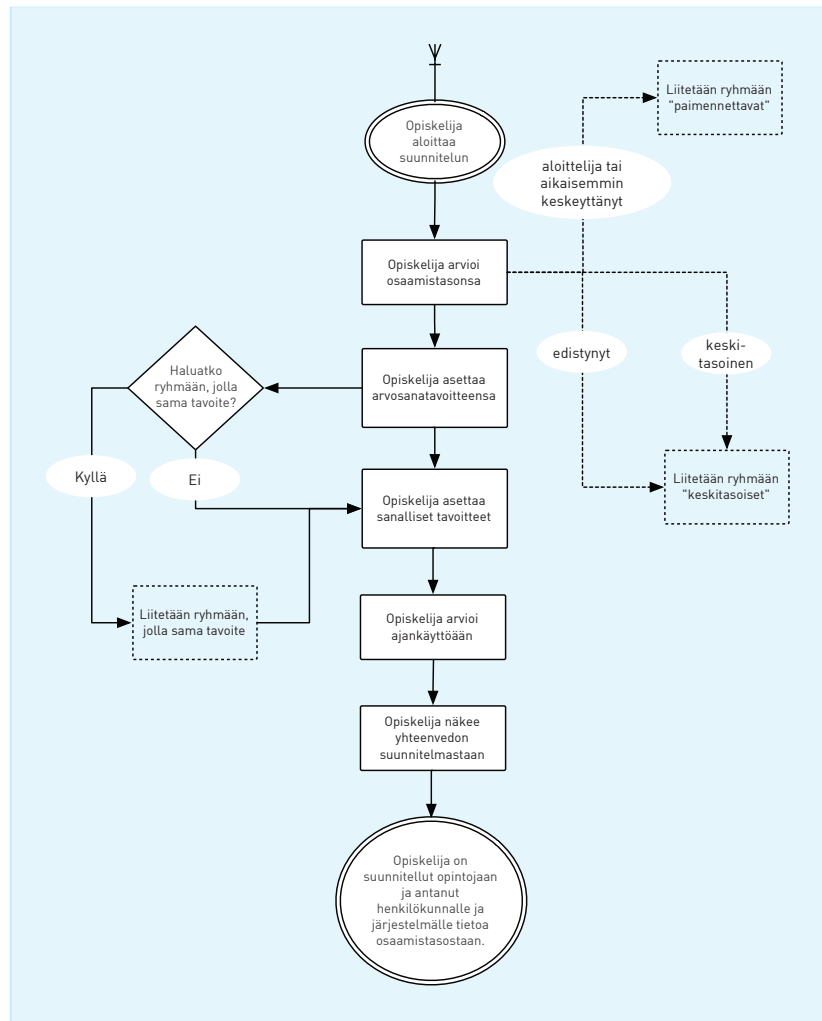 Opiskelija
aloittaa
suunnitelun
Liitetään ryhmään
"paimennettavat"
aloittelija tai
aikaisemmin
keskeyttänyt
Opiskelija arvioi
osaamistasonsa
edistynyt
keski-
tasoinen
Haluatko
ryhmään, jolla
sama tavoite?
Opiskelija asettaa
arvosanatavoitteensa
Kyllä
Ei
Opiskelija asettaa
sanalliset tavoitteet
Liitetään ryhmään
"keskitasoiset"
Liitetään ryhmään,
jolla sama tavoite
Opiskelija arvioi
ajankäyttöään
Opiskelija näkee
yhteenvedon
suunnitelmastaan
Opiskelija on
suunnitellut opintojaan
ja antanut
henkilökunnalle ja
järjestelmälle tietoa
osaamistasostaan.